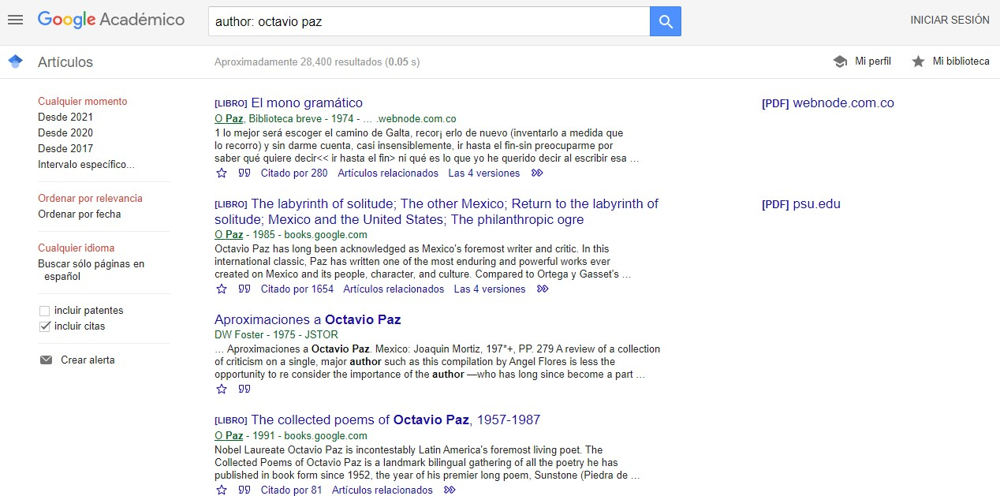 Google Académico
author: octavio paz
INICIAR SESIÓN
Artículos
Aproximadamente 28,400 resultados (0.05 s)
Mi perfil
Mi biblioteca
Cualquier momento
Desde 2021
Desde 2020
Desde 2017
Intervalo específico...
Ordenar por relevancia
Ordenar por fecha
Cualquier idioma
Buscar sólo páginas en
español
incluir patentes
incluir citas
Crear alerta
[LIBRO] El mono gramático
[PDF] webnode.com.co
O Paz, Biblioteca breve - 1974 - … .webnode.com.co
1 lo mejor será escoger el camino de Galta, recor¡ erlo de nuevo (inventarlo a medida que
lo recorro) y sin darme cuenta, casi insensiblemente, ir hasta el fin-sin preocuparme por
saber qué quiere decir<< ir hasta el fin> ni qué es lo que yo he querido decir al escribir esa …
Citado por 280 Artículos relacionados Las 4 versiones
[LIBRO] The labyrinth of solitude; The other Mexico; Return to the labyrinth of
solitude; Mexico and the United States; The philanthropic ogre
[PDF] psu.edu
O Paz - 1985 - books.google.com
Octavio Paz has long been acknowledged as Mexico's foremost writer and critic. In this
international classic, Paz has written one of the most enduring and powerful works ever
created on Mexico and its people, character, and culture. Compared to Ortega y Gasset's …
Citado por 1654 Artículos relacionados Las 4 versiones
Aproximaciones a Octavio Paz
DW Foster - 1975 - JSTOR
… Aproximaciones a Octavio Paz. Mexico: Joaquin Mortiz, 197*+, PP. 279 A review of a collection
of criticism on a single, major author such as this compilation by Angel Flores is less the
opportunity to re consider the importance of the author —who has long since become a part …
[LIBRO] The collected poems of Octavio Paz, 1957-1987
O Paz - 1991 - books.google.com
Nobel Laureate Octavio Paz is incontestably Latin America's foremost living poet. The
Collected Poems of Octavio Paz is a landmark bilingual gathering of all the poetry he has
published in book form since 1952, the year of his premier long poem, Sunstone (Piedra de …
Citado por 81 Artículos relacionados